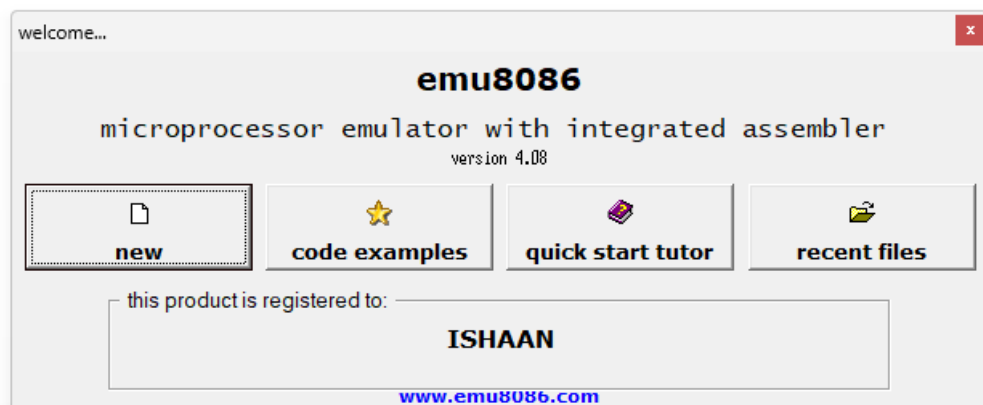 welcome...
x
emu8086
microprocessor emulator with integrated assembler
version 4.08
new code examples quick start tutor recent files
this product is registered to:
ISHAAN
www.emu8086.com